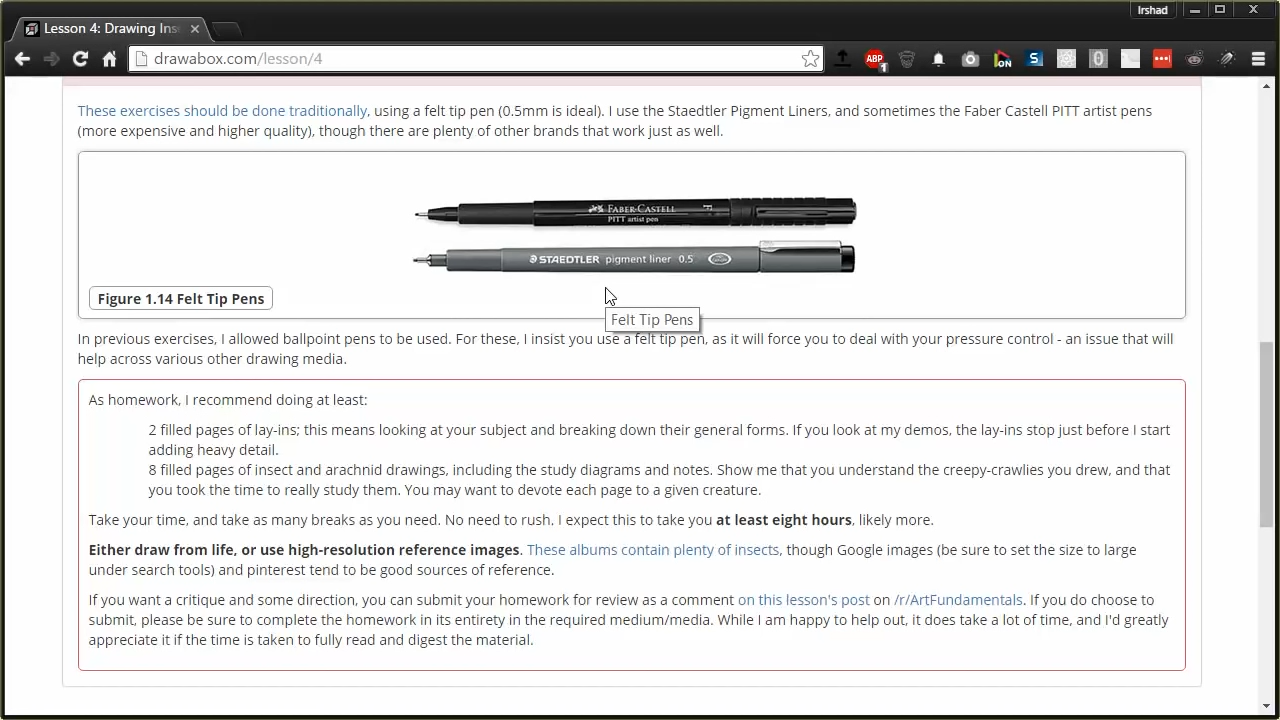 Irshad
Lesson 4: Drawing Ins
drawabox.com/lesson/4
ABP
1
ION
S
These exercises should be done traditionally, using a felt tip pen (0.5mm is ideal). I use the Staedtler Pigment Liners, and sometimes the Faber Castell PITT artist pens
(more expensive and higher quality), though there are plenty of other brands that work just as well.
FABER-CASTELL F
PITT artist pen
STAEDTLER pigment liner 0.5
Figure 1.14 Felt Tip Pens
Felt Tip Pens
In previous exercises, I allowed ballpoint pens to be used. For these, I insist you use a felt tip pen, as it will force you to deal with your pressure control - an issue that will
help across various other drawing media.
As homework, I recommend doing at least:
2 filled pages of lay-ins; this means looking at your subject and breaking down their general forms. If you look at my demos, the lay-ins stop just before I start
adding heavy detail.
8 filled pages of insect and arachnid drawings, including the study diagrams and notes. Show me that you understand the creepy-crawlies you drew, and that
you took the time to really study them. You may want to devote each page to a given creature.
Take your time, and take as many breaks as you need. No need to rush. I expect this to take you at least eight hours, likely more.
Either draw from life, or use high-resolution reference images. These albums contain plenty of insects, though Google images (be sure to set the size to large
under search tools) and pinterest tend to be good sources of reference.
If you want a critique and some direction, you can submit your homework for review as a comment on this lesson's post on /r/ArtFundamentals. If you do choose to
submit, please be sure to complete the homework in its entirety in the required medium/media. While I am happy to help out, it does take a lot of time, and I'd greatly
appreciate it if the time is taken to fully read and digest the material.